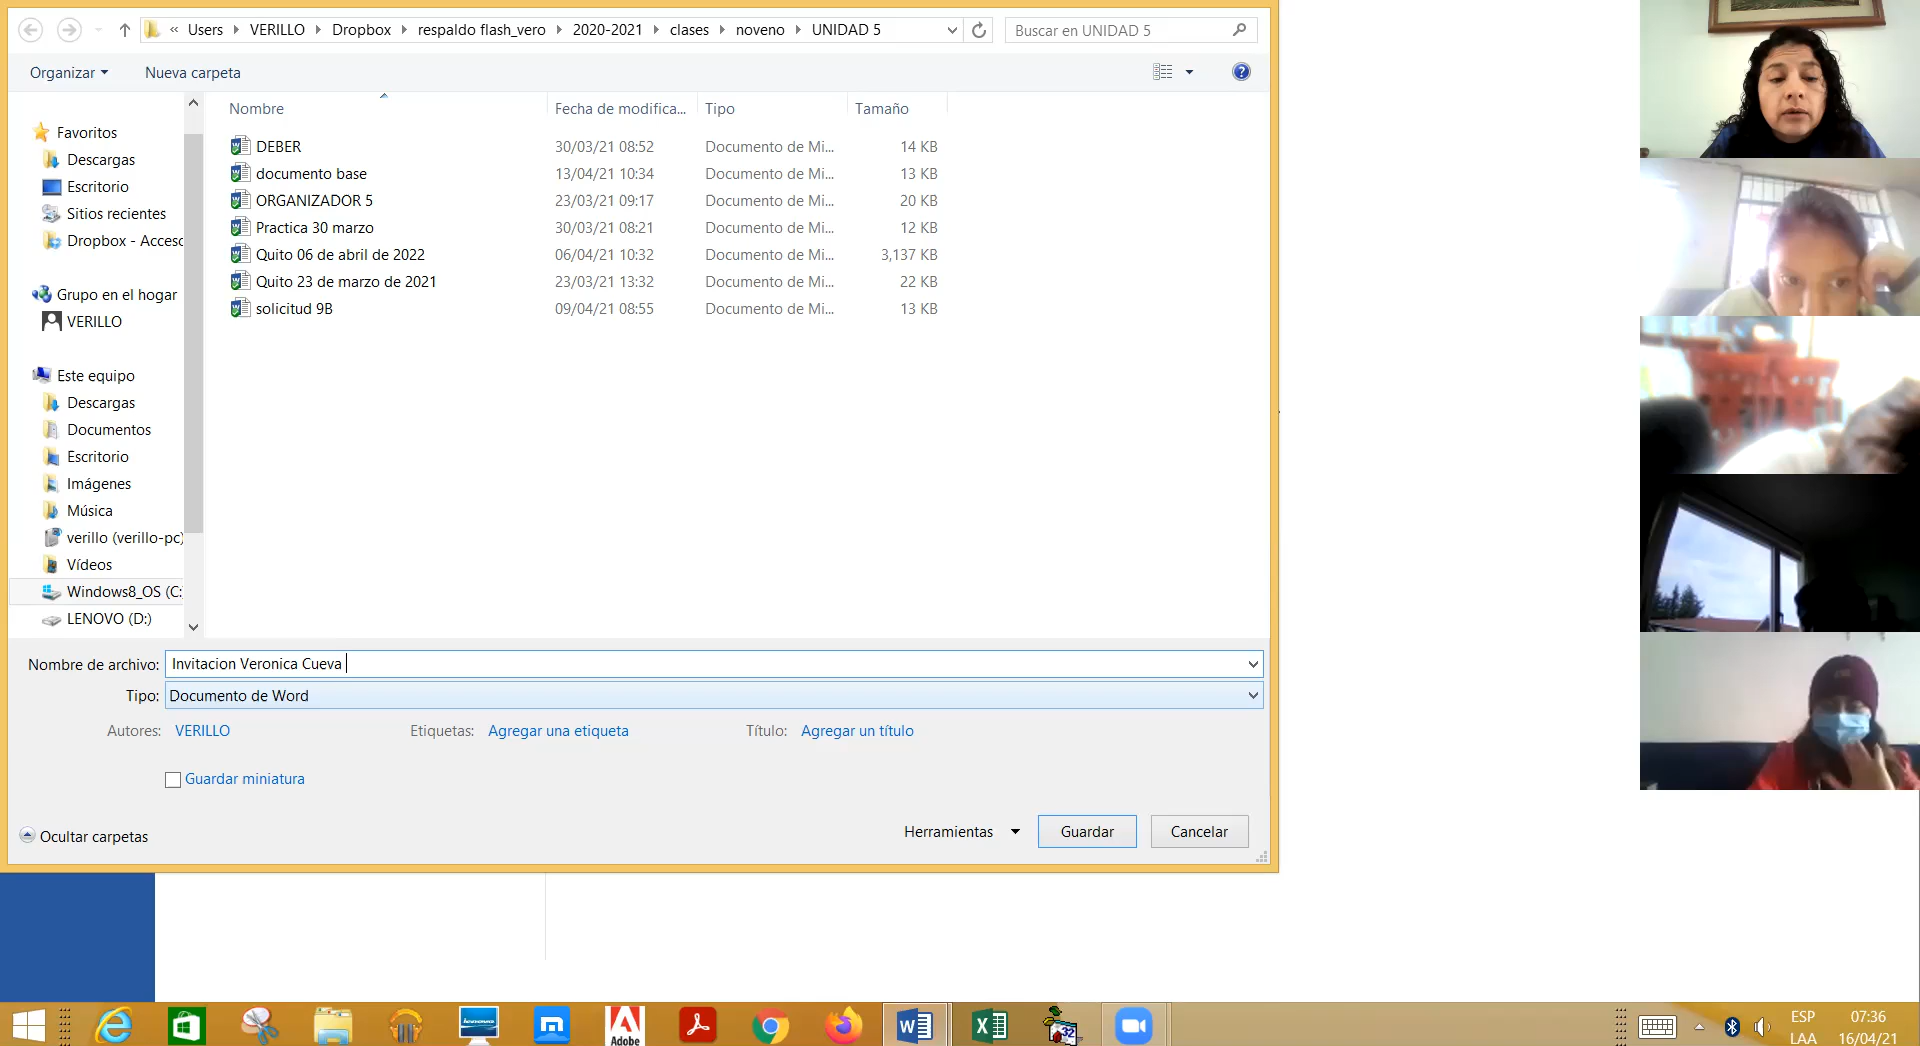 « Users VERILLO Dropbox respaldo flash_vero 2020-2021 clases noveno UNIDAD 5
Buscar en UNIDAD 5
Organizar Nueva carpeta
Nombre Fecha de modifica... Tipo Tamaño
DEBER 30/03/21 08:52 Documento de Mi... 14 KB
documento base 13/04/21 10:34 Documento de Mi... 13 KB
ORGANIZADOR 5 23/03/21 09:17 Documento de Mi... 20 KB
Practica 30 marzo 30/03/21 08:21 Documento de Mi... 12 KB
Quito 06 de abril de 2022 06/04/21 10:32 Documento de Mi... 3,137 KB
Quito 23 de marzo de 2021 23/03/21 13:32 Documento de Mi... 22 KB
solicitud 9B 09/04/21 08:55 Documento de Mi... 13 KB
Favoritos
Descargas
Escritorio
Sitios recientes
Dropbox - Acceso
Grupo en el hogar
VERILLO
Este equipo
Descargas
Documentos
Escritorio
Imágenes
Música
verillo (verillo-pc)
Vídeos
Windows8_OS (C:
LENOVO (D:)
Nombre de archivo: Invitacion Veronica Cueva
Tipo: Documento de Word
Autores: VERILLO Etiquetas: Agregar una etiqueta Título: Agregar un título
Guardar miniatura
Ocultar carpetas
Herramientas Guardar Cancelar
Adobe
32
ESP
LAA
07:36
16/04/21